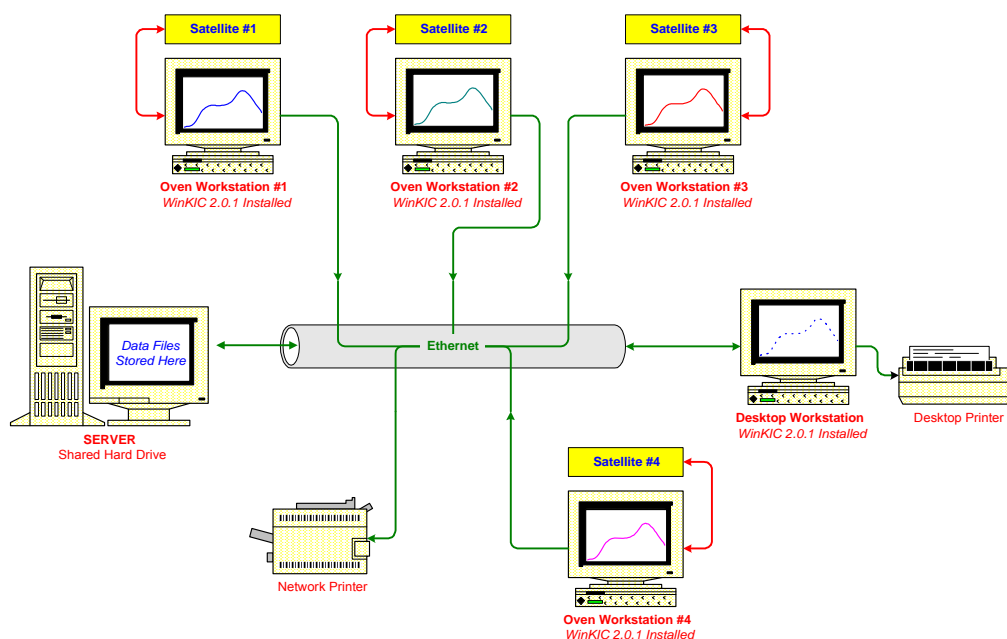 Satellite #1
Satellite #2
Satellite #3
Oven Workstation #1
WinKIC 2.0.1 Installed
Oven Workstation #2
WinKIC 2.0.1 Installed
Oven Workstation #3
WinKIC 2.0.1 Installed
Data Files
Stored Here
Ethernet
SERVER
Shared Hard Drive
Desktop Workstation
WinKIC 2.0.1 Installed
Desktop Printer
Satellite #4
Network Printer
Oven Workstation #4
WinKIC 2.0.1 Installed